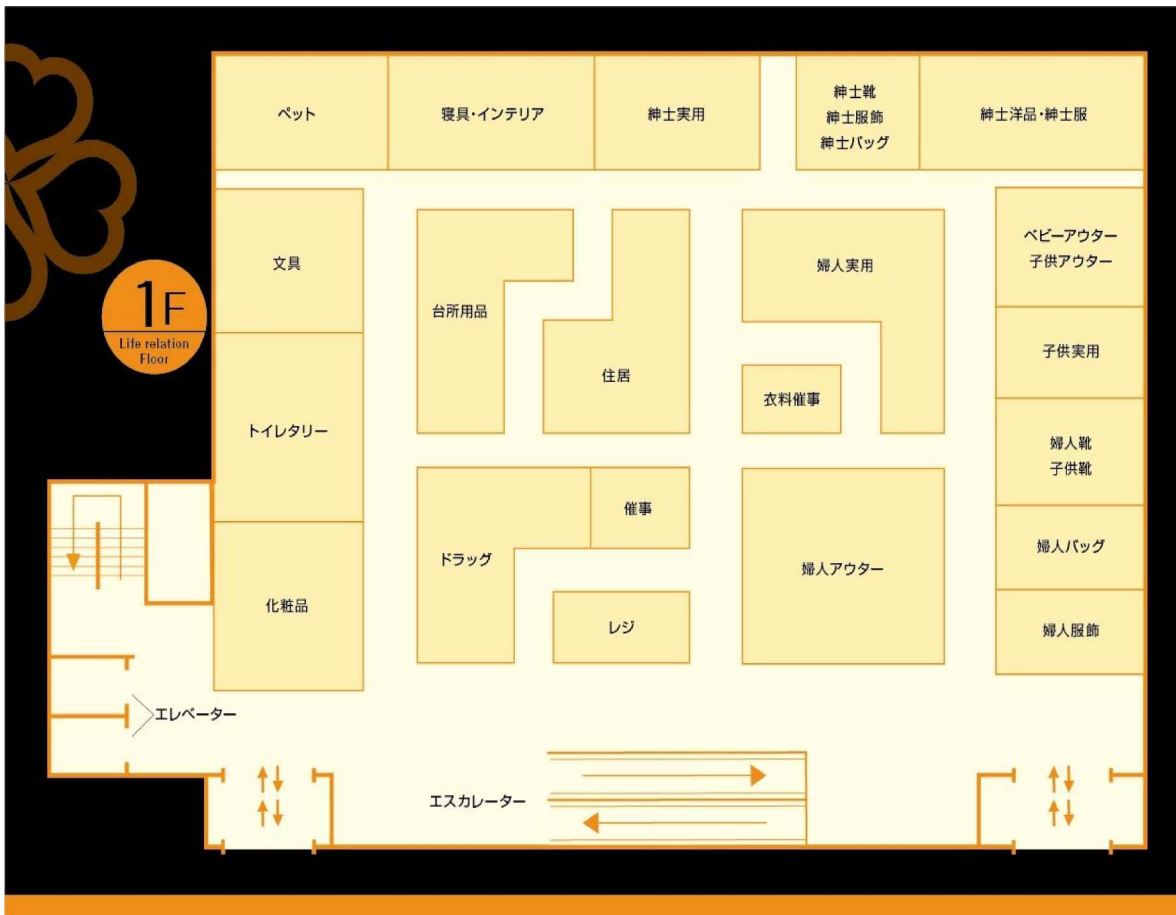 ペット
寝具・インテリア
紳士実用
紳士靴
紳士服飾
紳士バッグ
紳士洋品・紳士服
文具
台所用品
住居
婦人実用
ベビーアウター
子供アウター
1F
Life relation
Floor
子供実用
トイレタリー
衣料催事
婦人靴
子供靴
ドラッグ
催事
婦人アウター
婦人バッグ
化粧品
レジ
婦人服飾
エレベーター
エスカレーター